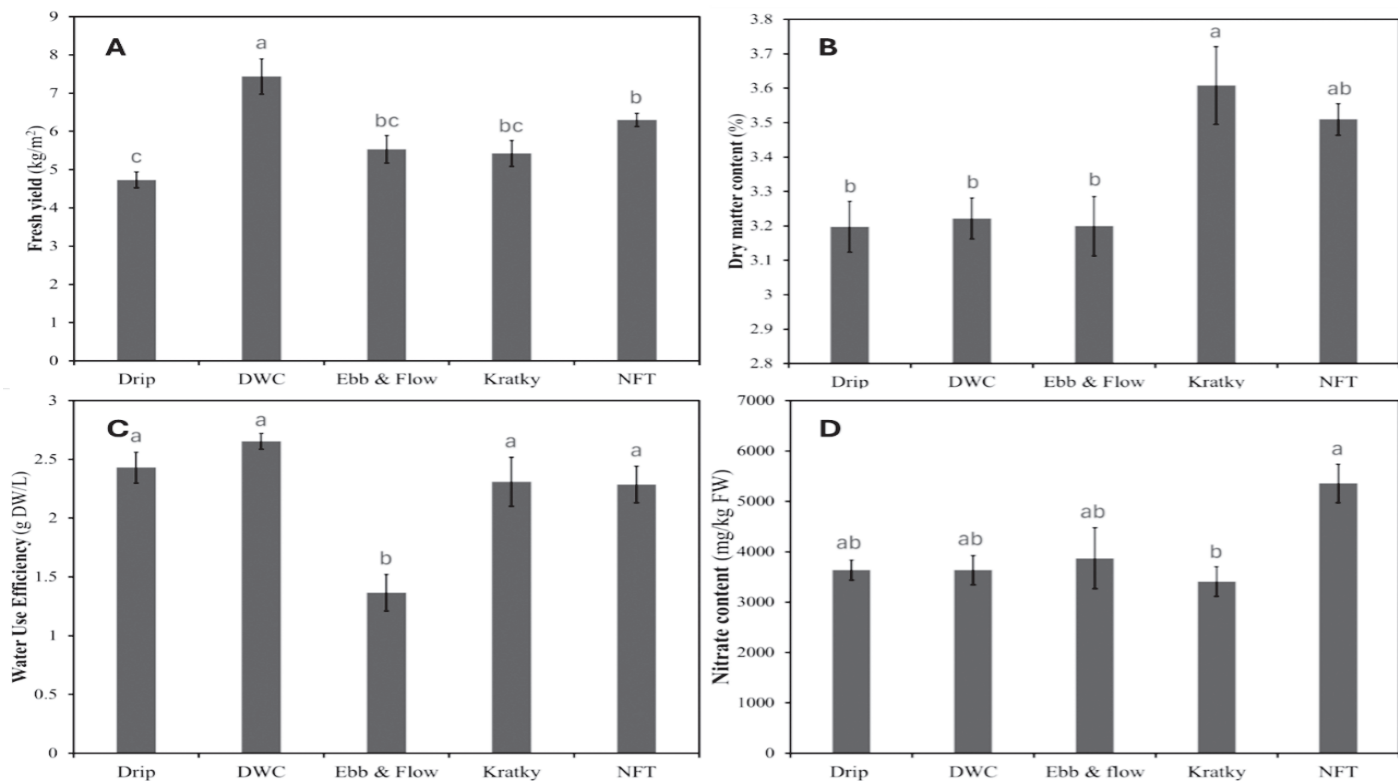 A
Fresh yield (kg/m²)
9
8
7
6
5
4
3
2
1
0
c
a
bc
bc
b
Drip DWC Ebb & Flow Kratky NFT
B
Dry matter content (%)
3.8
3.7
3.6
3.5
3.4
3.3
3.2
3.1
3
2.9
2.8
b
b
b
a
ab
Drip DWC Ebb & Flow Kratky NFT
C
Water Use Efficiency (g DW/L)
3
2.5
2
1.5
1
0.5
0
a
a
b
a
a
Drip DWC Ebb & Flow Kratky NFT
D
Nitrate content (mg/kg FW)
7000
6000
5000
4000
3000
2000
1000
0
ab
ab
ab
b
a
Drip DWC Ebb & flow Kratky NFT